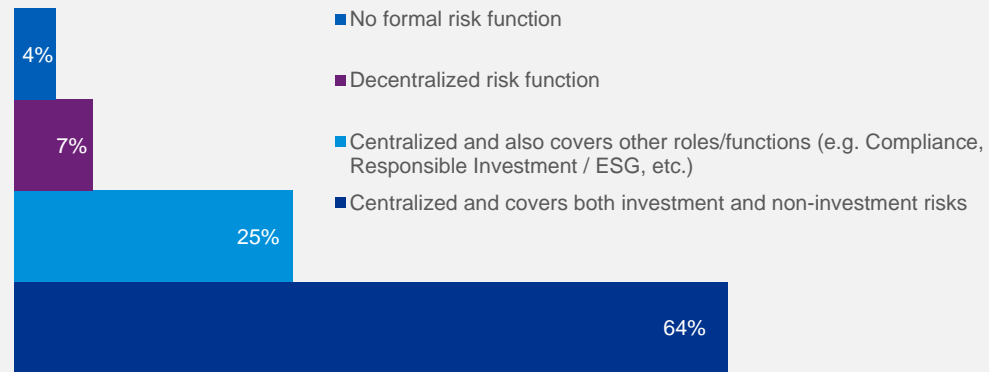 No formal risk function
4%
Decentralized risk function
7%
Centralized and also covers other roles/functions (e.g. Compliance,
Responsible Investment / ESG, etc.)
Centralized and covers both investment and non-investment risks
25%
64%